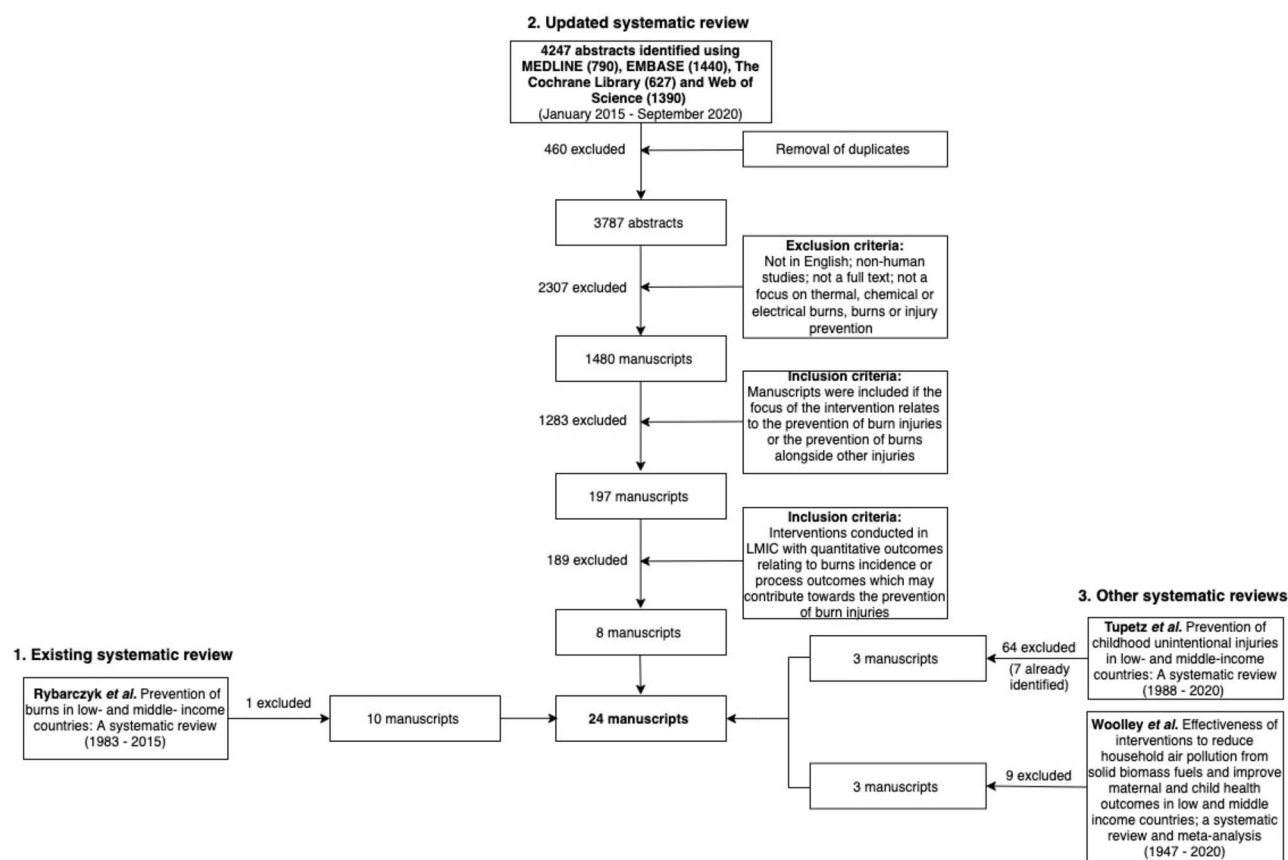 2. Updated systematic review
4247 abstracts identified using
MEDLINE (790), EMBASE (1440), The
Cochrane Library (627) and Web of
Science (1390)
(January 2015 - September 2020)
460 excluded
Removal of duplicates
3787 abstracts
2307 excluded
Exclusion criteria:
Not in English; non-human
studies; not a full text; not a
focus on thermal, chemical or
electrical burns, burns or injury
prevention
1480 manuscripts
1283 excluded
Inclusion criteria:
Manuscripts were included if the
focus of the intervention relates
to the prevention of burn injuries
or the prevention of burns
alongside other injuries
197 manuscripts
189 excluded
Inclusion criteria:
Interventions conducted in
LMIC with quantitative outcomes
relating to burns incidence or
process outcomes which may
contribute towards the prevention
of burn injuries
8 manuscripts
1. Existing systematic review
Rybarczyk et al. Prevention of
burns in low- and middle- income
countries: A systematic review
(1983 - 2015)
1 excluded
10 manuscripts
24 manuscripts
3. Other systematic reviews
Tupetz et al. Prevention of
childhood unintentional injuries
in low- and middle-income
countries: A systematic review
(1988 - 2020)
64 excluded
(7 already
identified)
3 manuscripts
Woolley et al. Effectiveness of
interventions to reduce
household air pollution from
solid biomass fuels and improve
maternal and child health
outcomes in low and middle
income countries; a systematic
review and meta-analysis
(1947 - 2020)
9 excluded
3 manuscripts